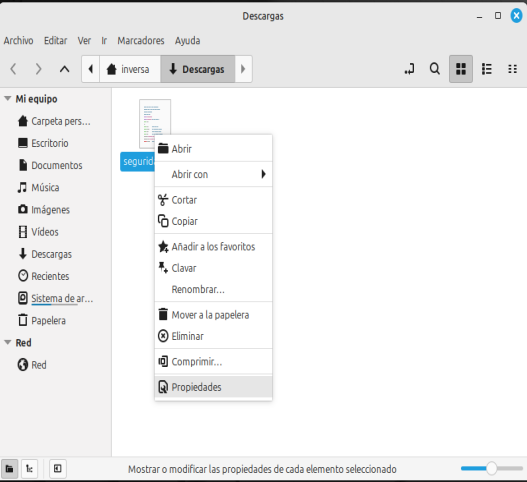 Descargas
Archivo Editar Ver Ir Marcadores Ayuda
inversa Descargas
Mi equipo
Carpeta pers...
Escritorio
Documentos
Música
Imágenes
Vídeos
Descargas
Recientes
Sistema de ar...
Papelera
Red
Red
segurid
Abrir
Abrir con
Cortar
Copiar
Añadir a los favoritos
Clavar
Renombrar...
Mover a la papelera
Eliminar
Comprimir...
Propiedades
Mostrar o modificar las propiedades de cada elemento seleccionado